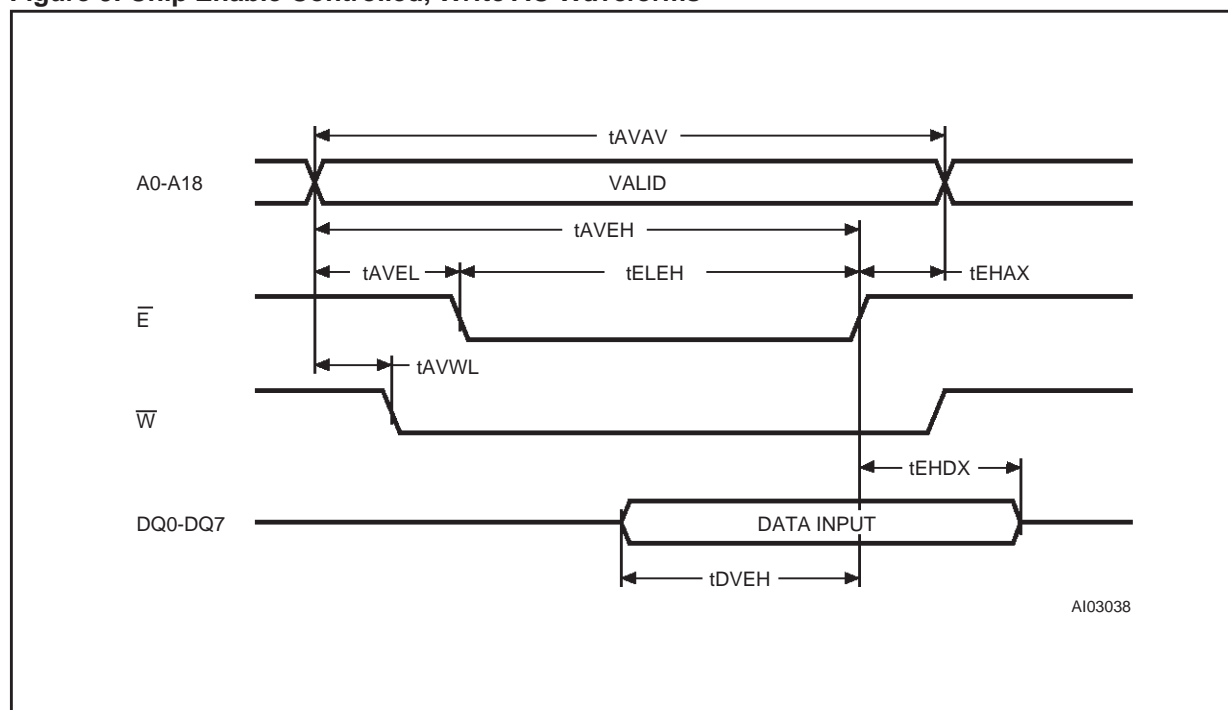 tAVAV
A0-A18
VALID
tAVEH
tAVEL
tELEH
tEHAX
E̅
tAVWL
W̅
tEHDX
DQ0-DQ7
DATA INPUT
tDVEH
AI03038